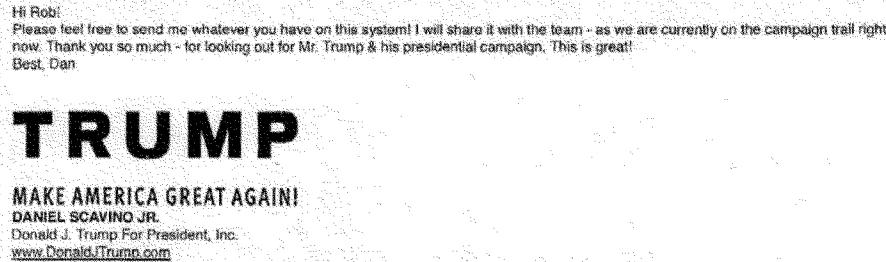 Hi Rob!
Please feel free to send me whatever you have on this system! I will share it with the team - as we are currently on the campaign trail right
now. Thank you so much - for looking out for Mr. Trump & his presidential campaign. This is great!
Best, Dan
TRUMP
MAKE AMERICA GREAT AGAIN!
DANIEL SCAVINO JR.
Donald J. Trump For President, Inc.
www.DonaldJTrump.com